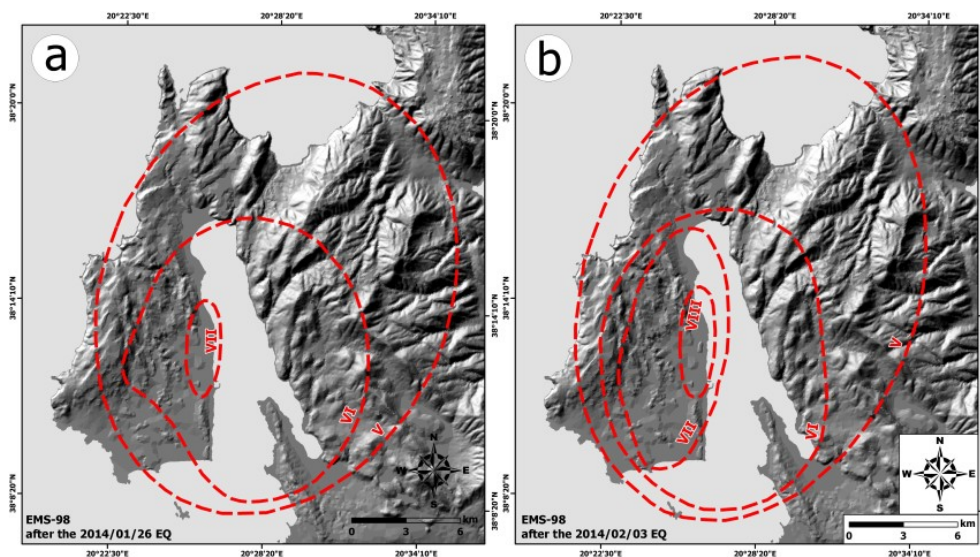 20°22'30"E 20°28'20"E 20°34'10"E
a
38°20'0"N
38°20'0"N
38°14'10"N
38°14'10"N
VII
VI
V
N
W E
S
38°8'20"N
38°8'20"N
EMS-98
after the 2014/01/26 EQ
km
0 3 6
20°22'30"E 20°28'20"E 20°34'10"E
20°22'30"E 20°28'20"E 20°34'10"E
b
38°20'0"N
38°20'0"N
38°14'10"N
38°14'10"N
VIII
V
VII
VI
N
W E
S
38°8'20"N
38°8'20"N
EMS-98
after the 2014/02/03 EQ
km
0 3 6
20°22'30"E 20°28'20"E 20°34'10"E